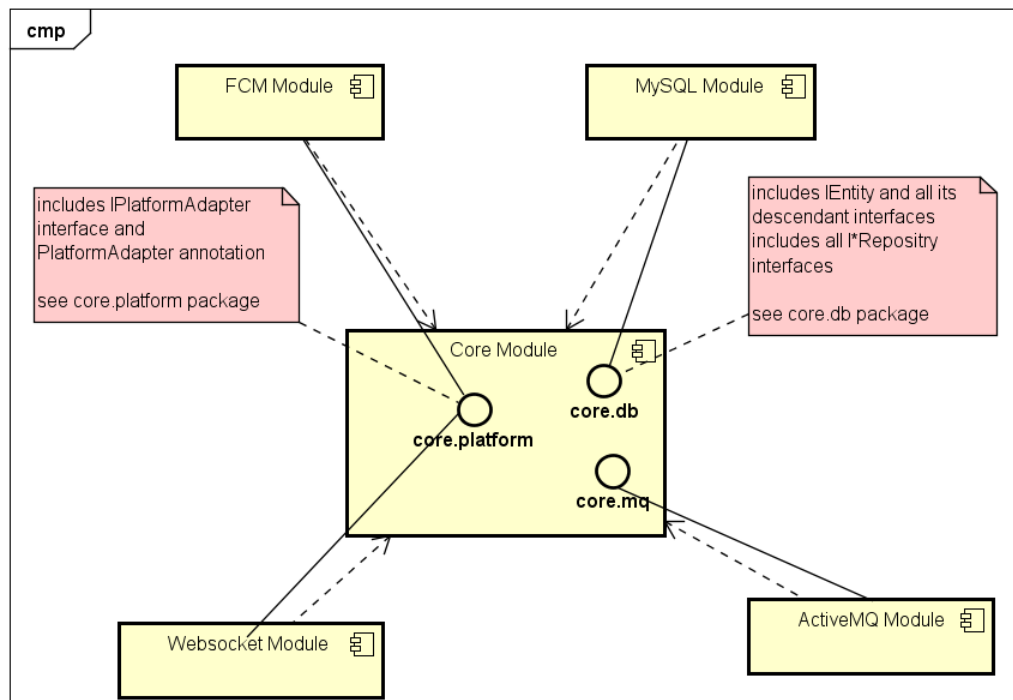 cmp
FCM Module
MySQL Module
includes IPlatformAdapter
interface and
PlatformAdapter annotation
see core.platform package
includes IEntity and all its
descendant interfaces
includes all I*Repositry
interfaces
see core.db package
Core Module
core.db
core.platform
core.mq
Websocket Module
ActiveMQ Module